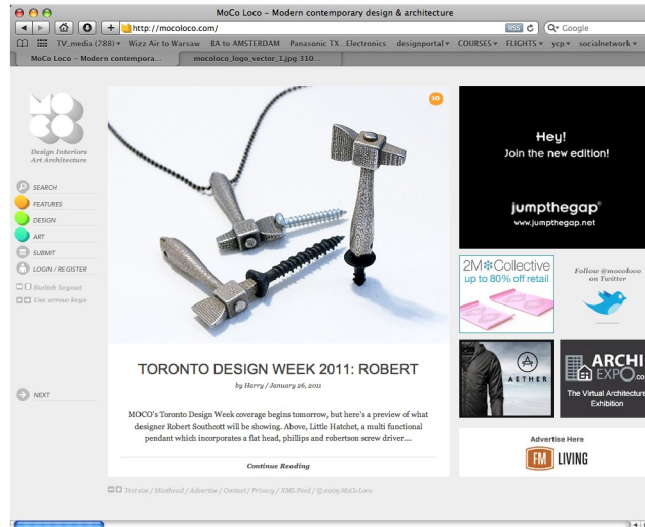 MoCo Loco – Modern contemporary design & architecture
http://mocoloco.com/
RSS
Google
TV_media (788) Wizz Air to Warsaw BA to AMSTERDAM Panasonic TX_Electronics designportal COURSES FLIGHTS ycp socialnetwork
MoCo Loco – Modern contempora...
mocoloco_logo_vector_1.jpg 310...
MO
CO
Design Interiors
Art Architecture
SEARCH
FEATURES
DESIGN
ART
SUBMIT
LOGIN / REGISTER
Switch layout
Use arrow keys
NEXT
10
TORONTO DESIGN WEEK 2011: ROBERT
by Harry / January 26, 2011
MOCO's Toronto Design Week coverage begins tomorrow, but here's a preview of what
designer Robert Southcott will be showing. Above, Little Hatchet, a multi functional
pendant which incorporates a flat head, phillips and robertson screw driver....
Continue Reading
Hey!
Join the new edition!
jumpthegap®
www.jumpthegap.net
2M Collective
up to 80% off retail
Follow @mocoloco
on Twitter
AETHER
ARCHI
EXPO.co
The Virtual Architecture
Exhibition
Advertise Here
FM LIVING
Text size / Masthead / Advertise / Contact / Privacy / XML Feed / © 2009 MoCo Loco